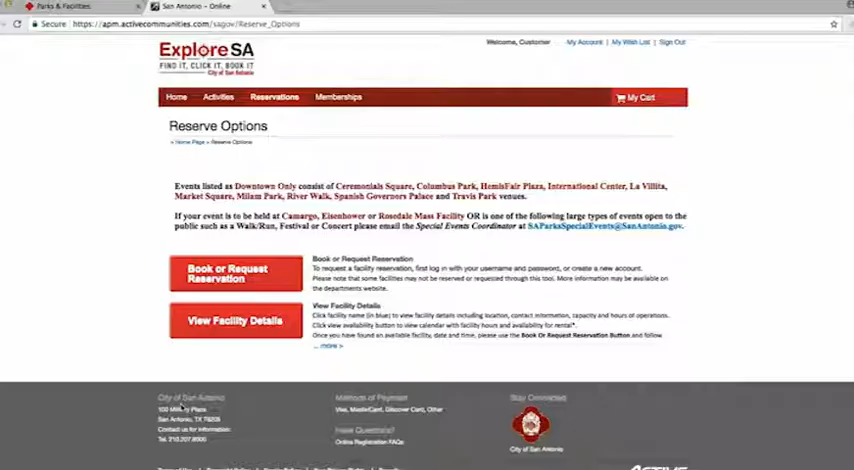 Parks & Facilities
San Antonio - Online
Secure https://apm.activecommunities.com/sagov/Reserve_Options
Explore SA
FIND IT, CLICK IT, BOOK IT
City of San Antonio
Welcome, Customer My Account | My Wish List | Sign Out
Home Activities Reservations Memberships My Cart
Reserve Options
» Home Page » Reserve Options
Events listed as Downtown Only consist of Ceremonials Square, Columbus Park, HemisFair Plaza, International Center, La Villita,
Market Square, Milam Park, River Walk, Spanish Governors Palace and Travis Park venues.
If your event is to be held at Camargo, Eisenhower or Rosedale Mass Facility OR is one of the following large types of events open to the
public such as a Walk/Run, Festival or Concert please email the Special Events Coordinator at SAParksSpecialEvents@SanAntonio.gov.
Book or Request
Reservation
Book or Request Reservation
To request a facility reservation, first log in with your username and password, or create a new account.
Please note that some facilities may not be reserved or requested through this tool. More information may be available on
the departments website.
View Facility Details
View Facility Details
Click facility name (in blue) to view facility details including location, contact information, capacity and hours of operations.
Click view availability button to view calendar with facility hours and availability for rental*.
Once you have found an available facility, date and time, please use the Book Or Request Reservation Button and follow
... more >
City of San Antonio
100 Military Plaza
San Antonio, TX 78205
Contact us for information:
Tel. 210.207.8000
Methods of Payment
Visa, MasterCard, Discover Card, Other
Have Questions?
Online Registration FAQs
Stay Connected
City of San Antonio
ACTIVE